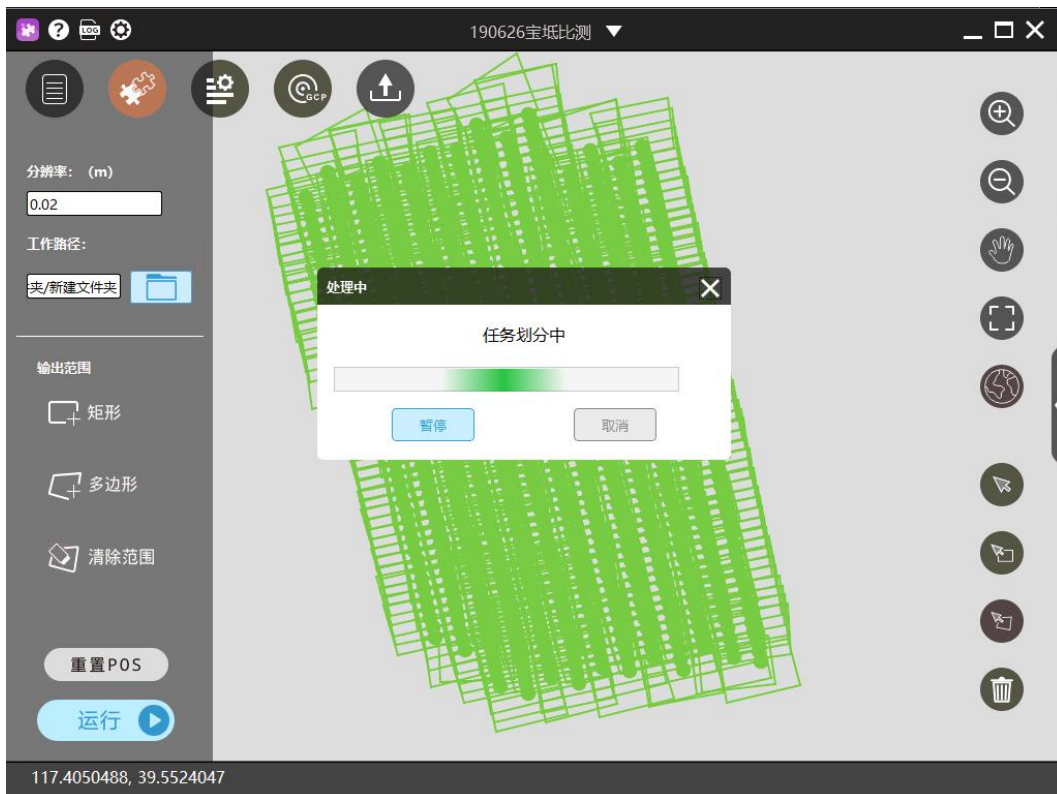 LOG
190626宝坻比测
GCP
分辨率: (m)
0.02
工作路径:
夹/新建文件夹
处理中
任务划分中
暂停
取消
输出范围
矩形
多边形
清除范围
重置POS
运行
117.4050488, 39.5524047